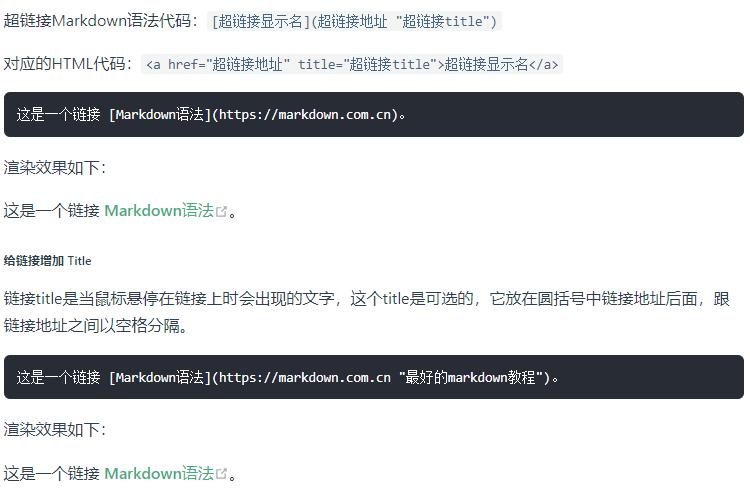 超链接Markdown语法代码：[超链接显示名](超链接地址 "超链接title")
对应的HTML代码：<a href="超链接地址" title="超链接title">超链接显示名</a>
这是一个链接 [Markdown语法](https://markdown.com.cn)。
渲染效果如下：
这是一个链接 Markdown语法。
给链接增加 Title
链接title是当鼠标悬停在链接上时会出现的文字，这个title是可选的，它放在圆括号中链接地址后面，跟
链接地址之间以空格分隔。
这是一个链接 [Markdown语法](https://markdown.com.cn "最好的markdown教程")。
渲染效果如下：
这是一个链接 Markdown语法。